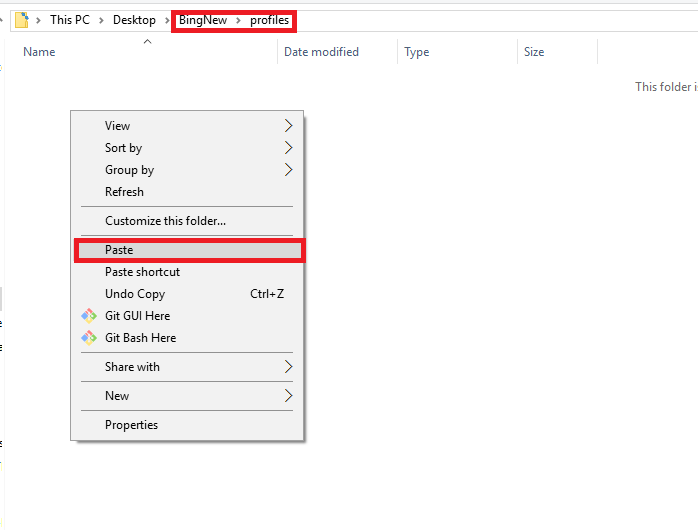 This PC > Desktop > BingNew > profiles
Name Date modified Type Size
This folder i
View
Sort by
Group by
Refresh
Customize this folder...
Paste
Paste shortcut
Undo Copy Ctrl+Z
Git GUI Here
Git Bash Here
Share with
New
Properties